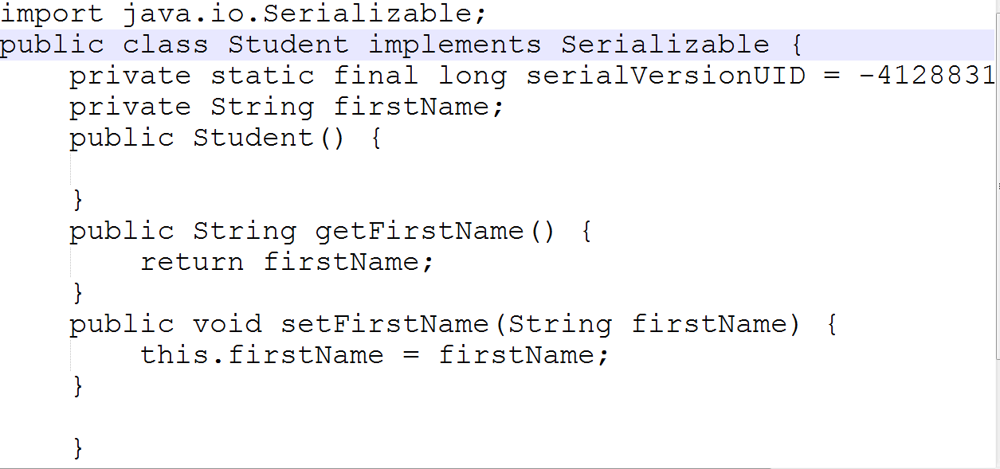 import java.io.Serializable;
public class Student implements Serializable {
private static final long serialVersionUID = -4128831
private String firstName;
public Student() {
}
public String getFirstName() {
return firstName;
}
public void setFirstName(String firstName) {
this.firstName = firstName;
}
}